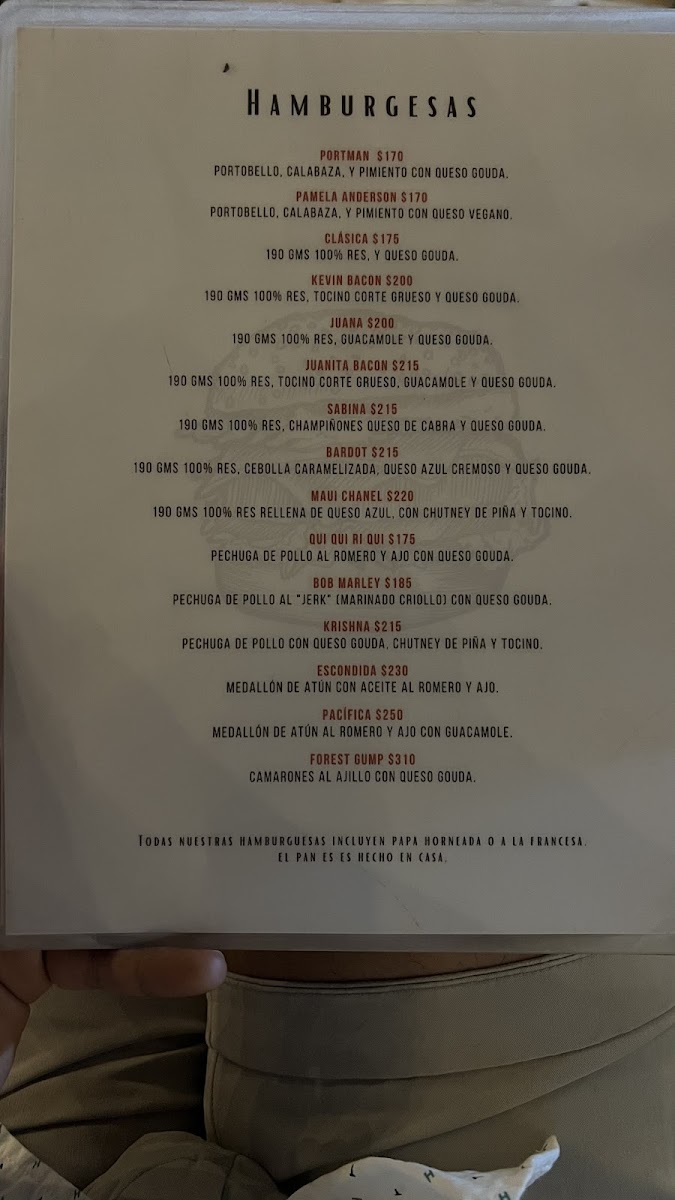 HAMBURGESAS
PORTMAN $170
PORTOBELLO, CALABAZA, Y PIMIENTO CON QUESO GOUDA.
PAMELA ANDERSON $170
PORTOBELLO, CALABAZA, Y PIMIENTO CON QUESO VEGANO.
CLÁSICA $175
190 GMS 100% RES, Y QUESO GOUDA.
KEVIN BACON $200
190 GMS 100% RES, TOCINO CORTE GRUESO Y QUESO GOUDA.
JUANA $200
190 GMS 100% RES, GUACAMOLE Y QUESO GOUDA.
JUANITA BACON $215
190 GMS 100% RES, TOCINO CORTE GRUESO, GUACAMOLE Y QUESO GOUDA.
SABINA $215
190 GMS 100% RES, CHAMPIÑONES QUESO DE CABRA Y QUESO GOUDA.
BARDOT $215
190 GMS 100% RES, CEBOLLA CARAMELIZADA, QUESO AZUL CREMOSO Y QUESO GOUDA.
MAUI CHANEL $220
190 GMS 100% RES RELLENA DE QUESO AZUL, CON CHUTNEY DE PIÑA Y TOCINO.
QUI QUI RI QUI $175
PECHUGA DE POLLO AL ROMERO Y AJO CON QUESO GOUDA.
BOB MARLEY $185
PECHUGA DE POLLO AL "JERK" (MARINADO CRIOLLO) CON QUESO GOUDA.
KRISHNA $215
PECHUGA DE POLLO CON QUESO GOUDA, CHUTNEY DE PIÑA Y TOCINO.
ESCONDIDA $230
MEDALLÓN DE ATÚN CON ACEITE AL ROMERO Y AJO.
PACÍFICA $250
MEDALLÓN DE ATÚN AL ROMERO Y AJO CON GUACAMOLE.
FOREST GUMP $310
CAMARONES AL AJILLO CON QUESO GOUDA.
TODAS NUESTRAS HAMBURGUESAS INCLUYEN PAPA HORNEADA O A LA FRANCESA.
EL PAN ES ES HECHO EN CASA.